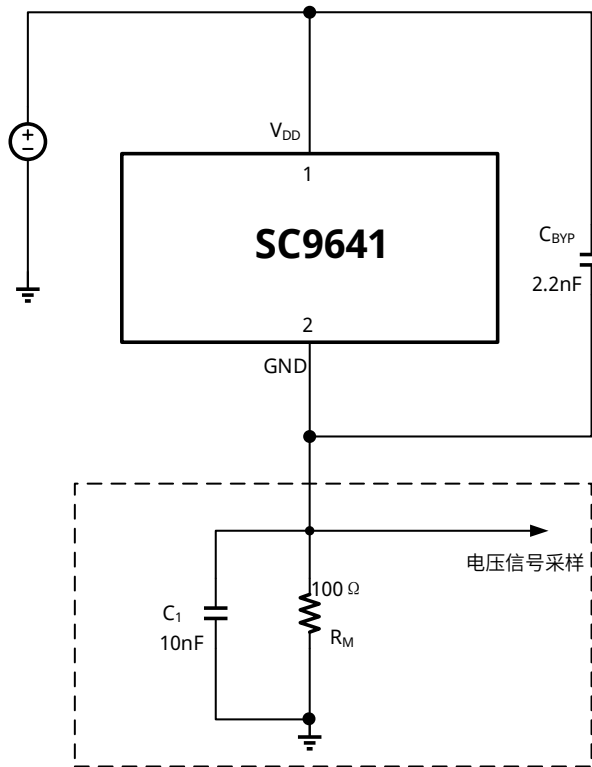 +
−
V_DD
1
SC9641
C_BYP
2.2nF
2
GND
电压信号采样
100 Ω
C₁
10nF
R_M